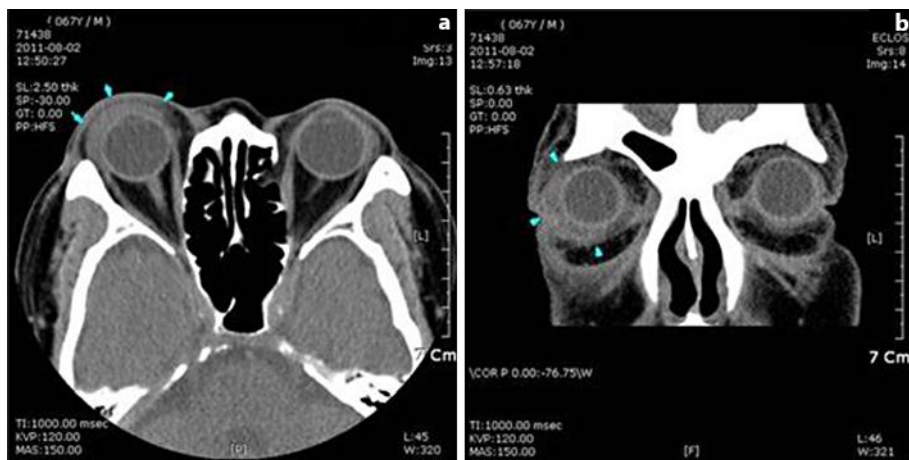 ( 067Y / M )
71438
2011-08-02
12:50:27
a
Srs:3
Img:13
SL:2.50 thk
SP:-30.00
GT: 0.00
PP:HFS
[L]
7 Cm
TI:1000.00 msec
KVP:120.00
MAS:150.00
[P]
L:45
W:320
( 067Y / M )
71438
2011-08-02
12:57:18
b
ECLOS
Srs:8
Img:14
SL:0.63 thk
SP:0.00
GT: 0.00
PP:HFS
[L]
7 Cm
\COR P 0.00:-76.75\W
TI:1000.00 msec
KVP:120.00
MAS:150.00
[F]
L:46
W:321